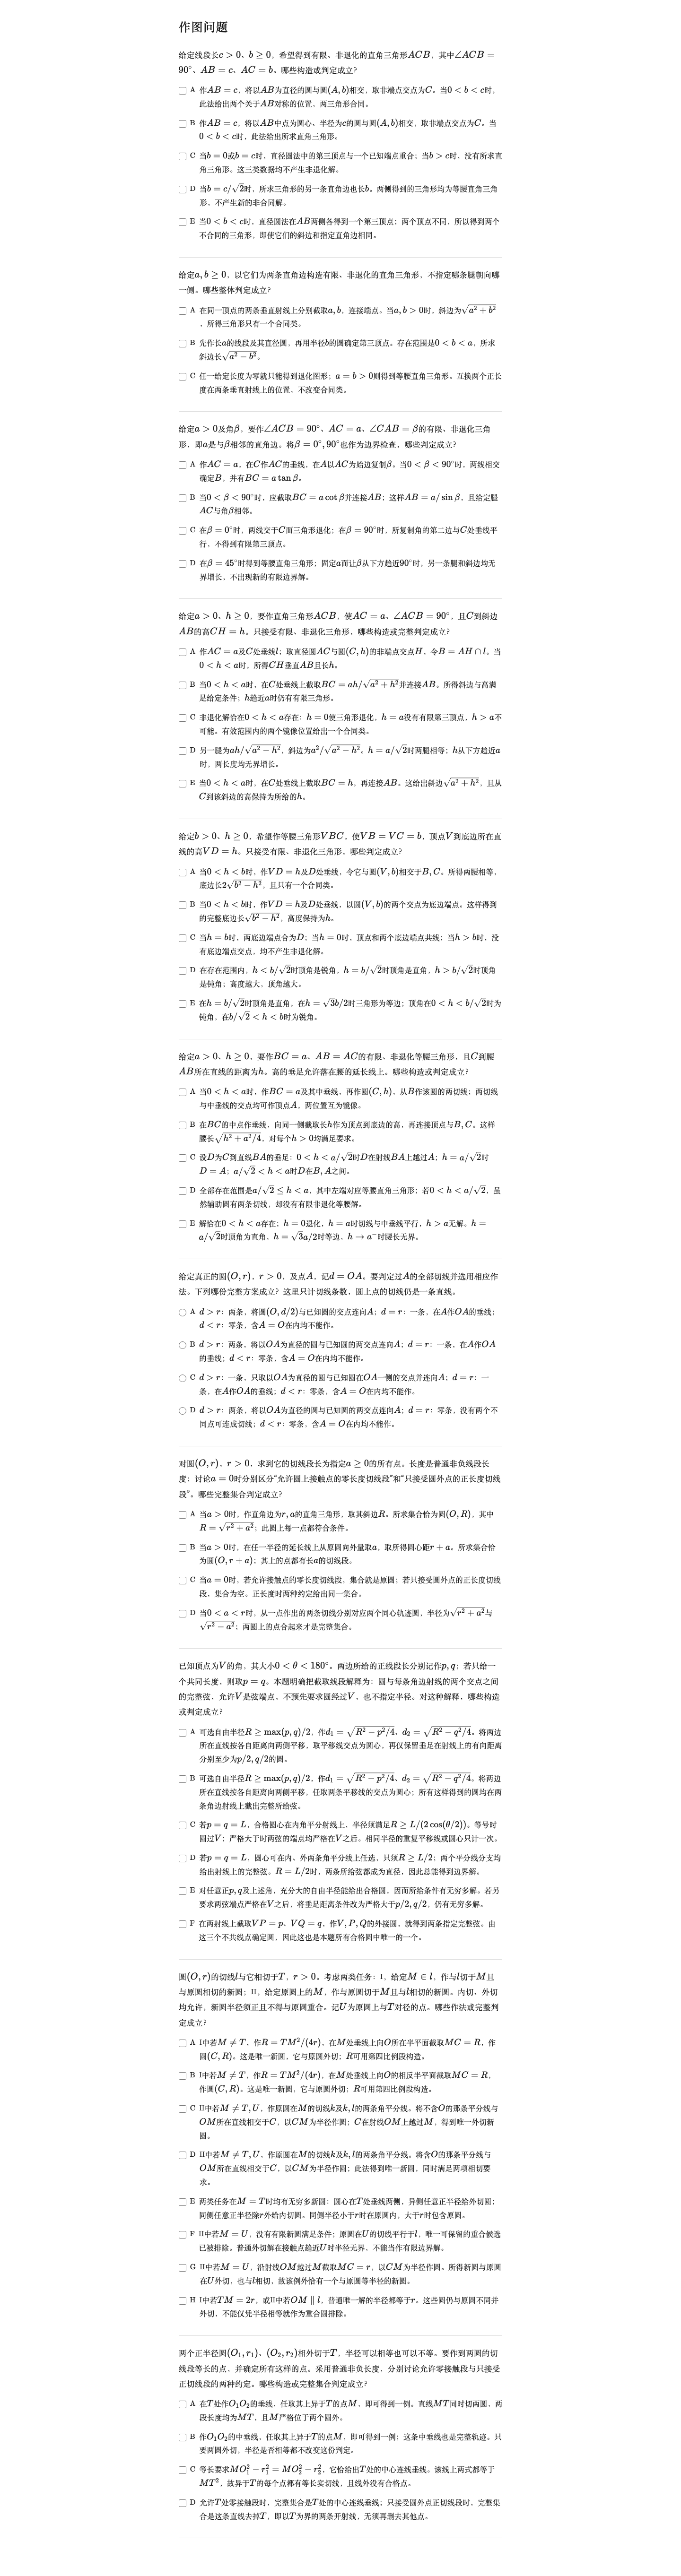 作图问题
给定线段长c > 0、b ≥ 0，希望得到有限、非退化的直角三角形ACB，其中∠ACB =
90°、AB = c、AC = b。哪些构造或判定成立?
A 作AB = c，将以AB为直径的圆与圆(A, b)相交，取非端点交点为C。当0 < b < c时，
此法给出两个关于AB对称的位置，两三角形合同。
B 作AB = c，将以AB中点为圆心、半径为c的圆与圆(A, b)相交，取非端点交点为C。当
0 < b < c时，此法给出所求直角三角形。
C 当b = 0或b = c时，直径圆法中的第三顶点与一个已知端点重合；当b > c时，没有所求直
角三角形。这三类数据均不产生非退化解。
D 当b = c/√2时，所求三角形的另一条直角边也长b。两侧得到的三角形均为等腰直角三角
形，不产生新的非合同解。
E 当0 < b < c时，直径圆法在AB两侧各得到一个第三顶点；两个顶点不同，所以得到两个
不合同的三角形，即使它们的斜边和指定直角边相同。
给定a, b ≥ 0，以它们为两条直角边构造有限、非退化的直角三角形，不指定哪条腿朝向哪
一侧。哪些整体判定成立?
A 在同一顶点的两条垂直射线上分别截取a, b，连接端点。当a, b > 0时，斜边为√(a² + b²)
，所得三角形只有一个合同类。
B 先作长a的线段及其直径圆，再用半径b的圆确定第三顶点。存在范围是0 < b < a，所求
斜边长√(a² − b²)。
C 任一给定长度为零就只能得到退化图形；a = b > 0则得到等腰直角三角形。互换两个正长
度在两条垂直射线上的位置，不改变合同类。
给定a > 0及角β，要作∠ACB = 90°、AC = a、∠CAB = β的有限、非退化三角
形，即a是与β相邻的直角边。将β = 0°, 90°也作为边界检查，哪些判定成立?
A 作AC = a，在C作AC的垂线，在A以AC为始边复制β。当0 < β < 90°时，两线相交
确定B，并有BC = a tan β。
B 当0 < β < 90°时，应截取BC = a cot β并连接AB；这样AB = a/ sin β，且给定腿
AC与角β相邻。
C 在β = 0°时，两线交于C而三角形退化；在β = 90°时，所复制角的第二边与C处垂线平
行，不得到有限第三顶点。
D 在β = 45°时得到等腰直角三角形；固定a而让β从下方趋近90°时，另一条腿和斜边均无
界增长，不出现新的有限边界解。
给定a > 0、h ≥ 0，要作直角三角形ACB，使AC = a、∠ACB = 90°，且C到斜边
AB的高CH = h。只接受有限、非退化三角形，哪些构造或完整判定成立?
A 作AC = a及C处垂线l；取直径圆AC与圆(C, h)的非端点交点H，令B = AH ∩ l。当
0 < h < a时，所得CH垂直AB且长h。
B 当0 < h < a时，在C处垂线上截取BC = ah/√(a² + h²)并连接AB。所得斜边与高满
足给定条件；h趋近a时仍有有限三角形。
C 非退化解恰在0 < h < a存在：h = 0使三角形退化，h = a没有有限第三顶点，h > a不
可能。有效范围内的两个镜像位置给出一个合同类。
D 另一腿为ah/√(a² − h²)，斜边为a²/√(a² − h²)。h = a/√2时两腿相等；h从下方趋近a
时，两长度均无界增长。
E 当0 < h < a时，在C处垂线上截取BC = h，再连接AB。这给出斜边√(a² + h²)，且从
C到该斜边的高保持为所给的h。
给定b > 0、h ≥ 0，希望作等腰三角形VBC，使VB = VC = b，顶点V到底边所在直
线的高VD = h。只接受有限、非退化三角形，哪些判定成立?
A 当0 < h < b时，作VD = h及D处垂线，令它与圆(V, b)相交于B, C。所得两腰相等，
底边长2√(b² − h²)，且只有一个合同类。
B 当0 < h < b时，作VD = h及D处垂线，以圆(V, b)的两个交点为底边端点。这样得到
的完整底边长√(b² − h²)，高度保持为h。
C 当h = b时，两底边端点合为D；当h = 0时，顶点和两个底边端点共线；当h > b时，没
有底边端点交点，均不产生非退化解。
D 在存在范围内，h < b/√2时顶角是锐角，h = b/√2时顶角是直角，h > b/√2时顶角
是钝角；高度越大，顶角越大。
E 在h = b/√2时顶角是直角，在h = √3b/2时三角形为等边；顶角在0 < h < b/√2时为
钝角，在b/√2 < h < b时为锐角。
给定a > 0、h ≥ 0，要作BC = a、AB = AC的有限、非退化等腰三角形，且C到腰
AB所在直线的距离为h。高的垂足允许落在腰的延长线上。哪些构造或判定成立?
A 当0 < h < a时，作BC = a及其中垂线，再作圆(C, h)，从B作该圆的两切线；两切线
与中垂线的交点均可作顶点A，两位置互为镜像。
B 在BC的中点作垂线，向同一侧截取长h作为顶点到底边的高，再连接顶点与B, C。这样
腰长√(h² + a²/4)，对每个h > 0均满足要求。
C 设D为C到直线BA的垂足：0 < h < a/√2时D在射线BA上越过A；h = a/√2时
D = A；a/√2 < h < a时D在B, A之间。
D 全部存在范围是a/√2 ≤ h < a，其中左端对应等腰直角三角形；若0 < h < a/√2，虽
然辅助圆有两条切线，却没有有限非退化等腰解。
E 解恰在0 < h < a存在；h = 0退化，h = a时切线与中垂线平行，h > a无解。h =
a/√2时顶角为直角，h = √3a/2时等边，h → a⁻时腰长无界。
给定真正的圆(O, r)，r > 0，及点A，记d = OA。要判定过A的全部切线并选用相应作
法。下列哪份完整方案成立? 这里只计切线条数，圆上点的切线仍是一条直线。
A d > r：两条，将圆(O, d/2)与已知圆的交点连向A；d = r：一条，在A作OA的垂线；
d < r：零条，含A = O在内均不能作。
B d > r：两条，将以OA为直径的圆与已知圆的两交点连向A；d = r：一条，在A作OA
的垂线；d < r：零条，含A = O在内均不能作。
C d > r：一条，只取以OA为直径的圆与已知圆在OA一侧的交点并连向A；d = r：一
条，在A作OA的垂线；d < r：零条，含A = O在内均不能作。
D d > r：两条，将以OA为直径的圆与已知圆的两交点连向A；d = r：零条，没有两个不
同点可连成切线；d < r：零条，含A = O在内均不能作。
对圆(O, r)，r > 0，求到它的切线段长为指定a ≥ 0的所有点。长度是普通非负线段长
度；讨论a = 0时分别区分“允许圆上接触点的零长度切线段”和“只接受圆外点的正长度切线
段”。哪些完整集合判定成立?
A 当a > 0时，作直角边为r, a的直角三角形，取其斜边R。所求集合恰为圆(O, R)，其中
R = √(r² + a²)；此圆上每一点都符合条件。
B 当a > 0时，在任一半径的延长线上从原圆向外量取a，取所得圆心距r + a。所求集合恰
为圆(O, r + a)；其上的点都有长a的切线段。
C 当a = 0时，若允许接触点的零长度切线段，集合就是原圆；若只接受圆外点的正长度切线
段，集合为空。正长度时两种约定给出同一集合。
D 当0 < a < r时，从一点作出的两条切线分别对应两个同心轨迹圆，半径为√(r² + a²)与
√(r² − a²)；两圆上的点合起来才是完整集合。
已知顶点为V的角，其大小0 < θ < 180°。两边所给的正线段长分别记作p, q；若只给一
个共同长度，则取p = q。本题明确把截取线段解释为：圆与每条角边射线的两个交点之间
的完整弦，允许V是弦端点，不预先要求圆经过V，也不指定半径。对这种解释，哪些构造
或判定成立?
A 可选自由半径R ≥ max(p, q)/2，作d₁ = √(R² − p²/4)、d₂ = √(R² − q²/4)。将两边
所在直线按各自距离向两侧平移，取平移线交点为圆心，再仅保留垂足在射线上的有向距离
分别至少为p/2, q/2的圆。
B 可选自由半径R ≥ max(p, q)/2，作d₁ = √(R² − p²/4)、d₂ = √(R² − q²/4)。将两边
所在直线按各自距离向两侧平移，任取两条平移线的交点为圆心；所有这样得到的圆均在两
条角边射线上截出完整所给弦。
C 若p = q = L，合格圆心在内角平分射线上，半径须满足R ≥ L/(2 cos(θ/2))。等号时
圆过V；严格大于时两弦的端点均严格在V之后。相同半径的重复平移线或圆心只计一次。
D 若p = q = L，圆心可在内、外两条角平分线上任选，只须R ≥ L/2；两个平分线分支均
给出射线上的完整弦。R = L/2时，两条所给弦都成为直径，因此总能得到边界解。
E 对任意正p, q及上述角，充分大的自由半径能给出合格圆，因而所给条件有无穷多解。若另
要求两弦端点严格在V之后，将垂足距离条件改为严格大于p/2, q/2，仍有无穷多解。
F 在两射线上截取VP = p、VQ = q，作V, P, Q的外接圆，就得到两条指定完整弦。由
这三个不共线点确定圆，因此这也是本题所有合格圆中唯一的一个。
圆(O, r)的切线l与它相切于T，r > 0。考虑两类任务：I，给定M ∈ l，作与l切于M且
与原圆相切的新圆；II，给定原圆上的M，作与原圆切于M且与l相切的新圆。内切、外切
均允许，新圆半径须正且不得与原圆重合。记U为原圆上与T对径的点。哪些作法或完整判
定成立?
A I中若M ≠ T，作R = TM²/(4r)，在M处垂线上向O所在半平面截取MC = R，作
圆(C, R)。这是唯一新圆，它与原圆外切；R可用第四比例段构造。
B I中若M ≠ T，作R = TM²/(4r)，在M处垂线上向O的相反半平面截取MC = R，
作圆(C, R)。这是唯一新圆，它与原圆外切；R可用第四比例段构造。
C II中若M ≠ T, U，作原圆在M的切线k及k, l的两条角平分线。将不含O的那条平分线与
OM所在直线相交于C，以CM为半径作圆；C在射线OM上越过M，得到唯一外切新
圆。
D II中若M ≠ T, U，作原圆在M的切线k及k, l的两条角平分线。将含O的那条平分线与
OM所在直线相交于C，以CM为半径作圆；此法得到唯一新圆，同时满足两项相切要
求。
E 两类任务在M = T时均有无穷多新圆：圆心在T处垂线两侧，异侧任意正半径给外切圆；
同侧任意正半径除r外给内切圆。同侧半径小于r时在原圆内，大于r时包含原圆。
F II中若M = U，没有有限新圆满足条件；原圆在U的切线平行于l，唯一可保留的重合候选
已被排除。普通外切解在接触点趋近U时半径无界，不能当作有限边界解。
G II中若M = U，沿射线OM越过M截取MC = r，以CM为半径作圆。所得新圆与原圆
在U外切，也与l相切，故该例外恰有一个与原圆等半径的新圆。
H I中若TM = 2r，或II中若OM ∥ l，普通唯一解的半径都等于r。这些圆仍与原圆不同并
外切，不能仅凭半径相等就作为重合圆排除。
两个正半径圆(O₁, r₁)、(O₂, r₂)相外切于T，半径可以相等也可以不等。要作到两圆的切
线段等长的点，并确定所有这样的点。采用普通非负长度，分别讨论允许零接触段与只接受
正切线段的两种约定。哪些构造或完整集合判定成立?
A 在T处作O₁O₂的垂线，任取其上异于T的点M，即可得到一例。直线MT同时切两圆，两
段长度均为MT，且M严格位于两个圆外。
B 作O₁O₂的中垂线，任取其上异于T的点M，即可得到一例；这条中垂线也是完整轨迹。只
要两圆外切，半径是否相等都不改变这份判定。
C 等长要求MO₁² − r₁² = MO₂² − r₂²，它恰给出T处的中心连线垂线。该线上两式都等于
MT²，故异于T的每个点都有等长实切线，且线外没有合格点。
D 允许T处零接触段时，完整集合是T处的中心连线垂线；只接受圆外点正切线段时，完整集
合是这条直线去掉T，即以T为界的两条开射线，无须再删去其他点。